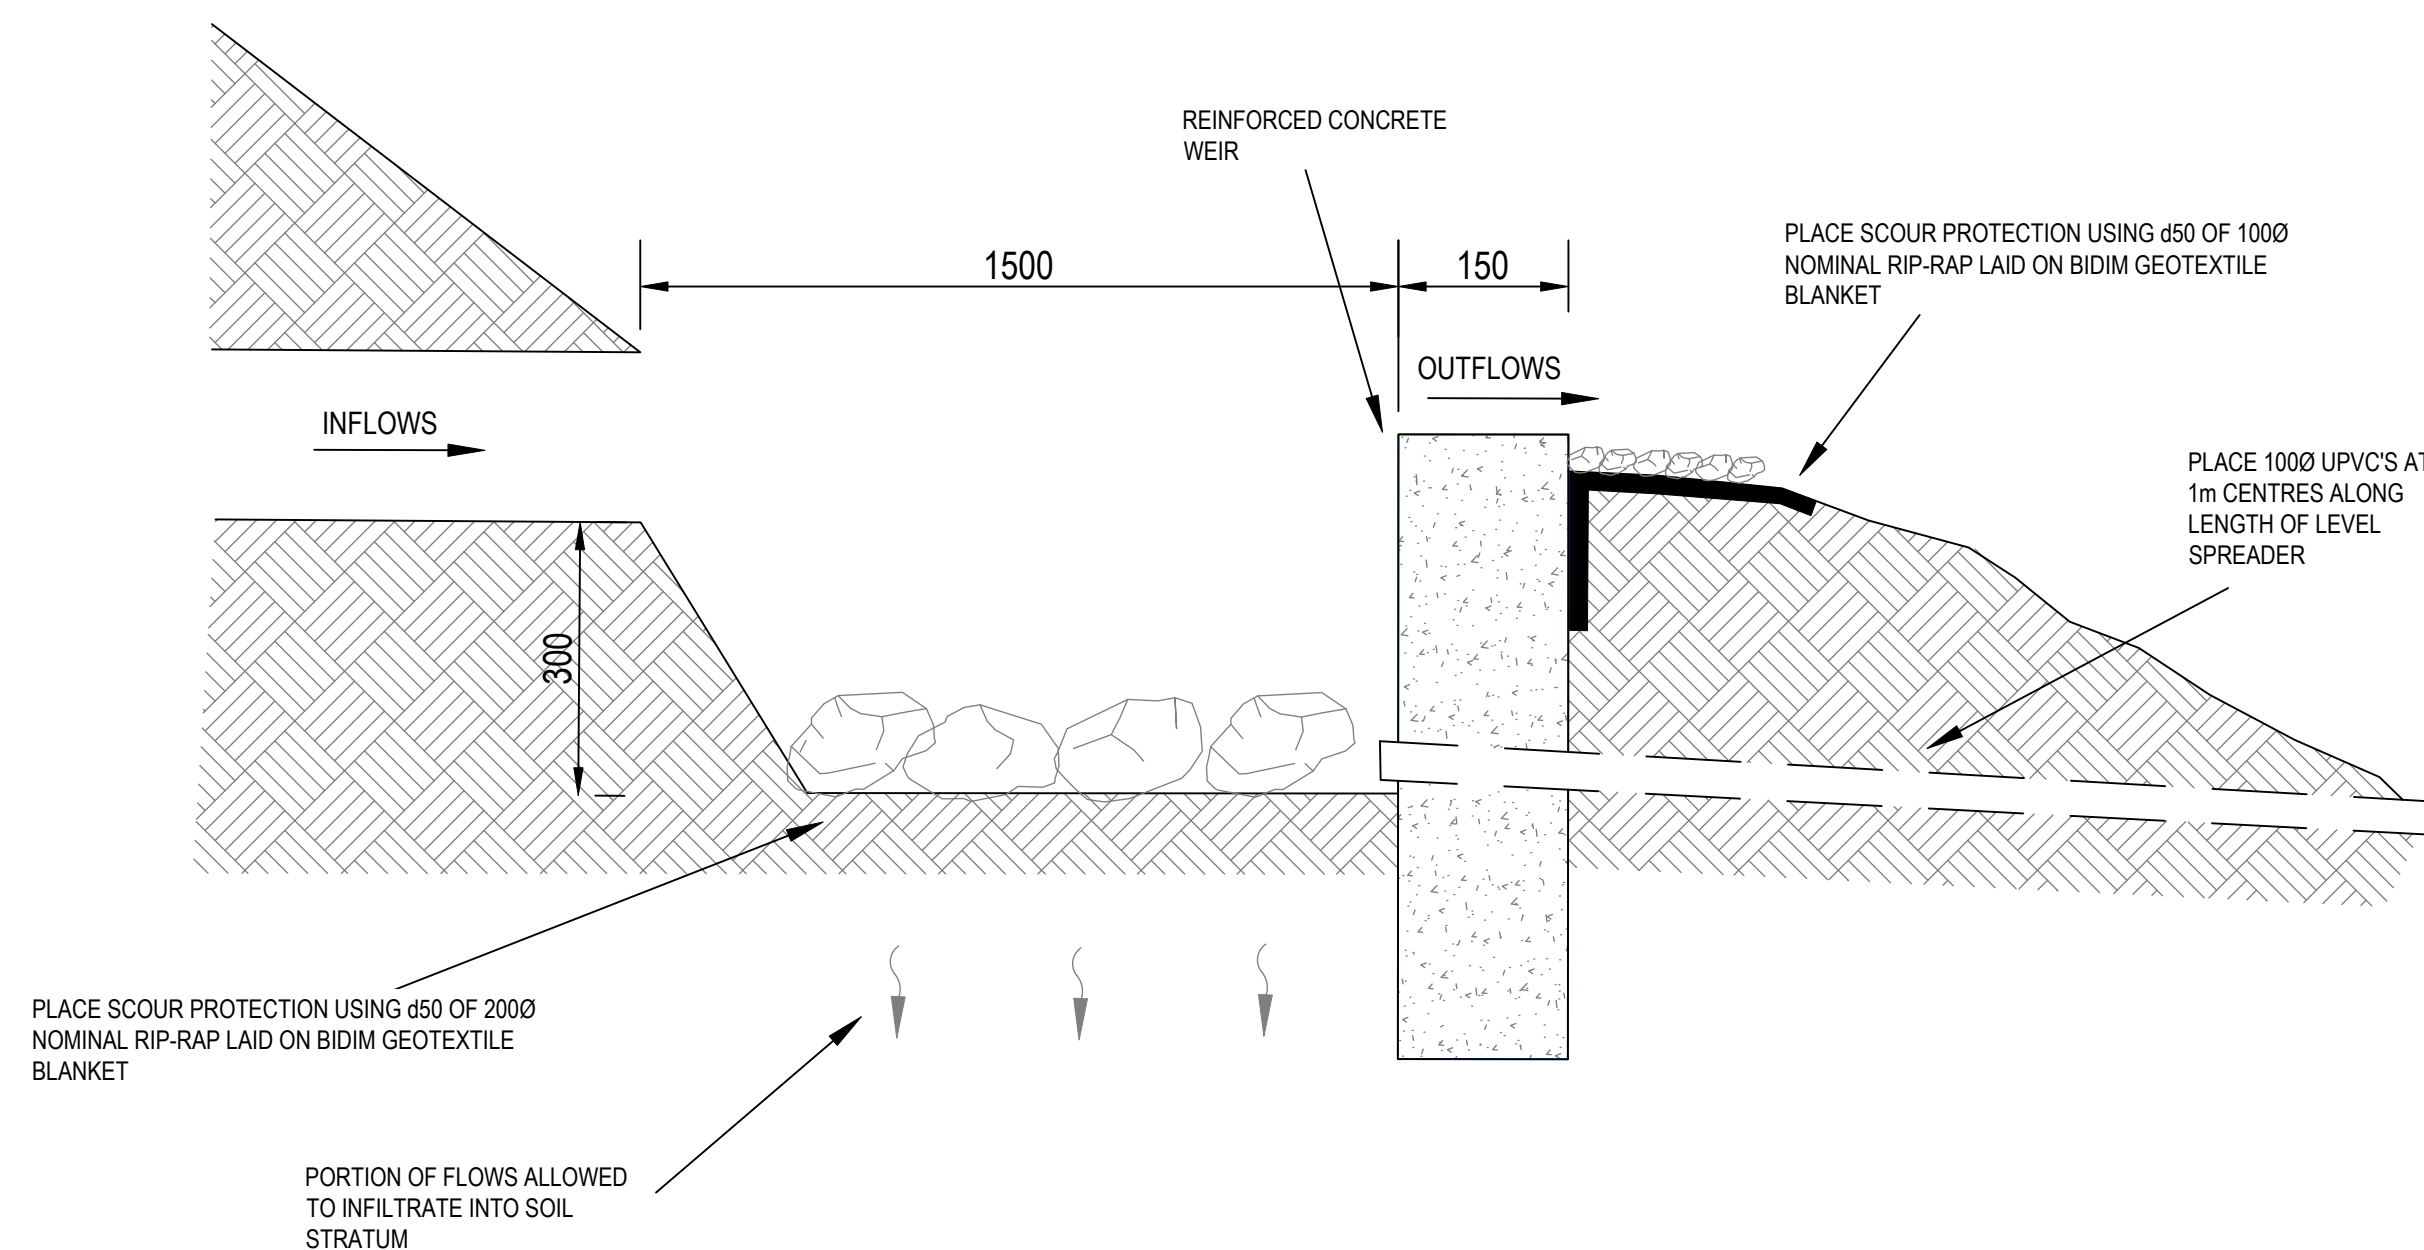 REINFORCED CONCRETE
WEIR
PLACE SCOUR PROTECTION USING d50 OF 100Ø
NOMINAL RIP-RAP LAID ON BIDIM GEOTEXTILE
BLANKET
1500
150
OUTFLOWS
INFLOWS
PLACE 100Ø UPVC'S AT
1m CENTRES ALONG
LENGTH OF LEVEL
SPREADER
300
PLACE SCOUR PROTECTION USING d50 OF 200Ø
NOMINAL RIP-RAP LAID ON BIDIM GEOTEXTILE
BLANKET
PORTION OF FLOWS ALLOWED
TO INFILTRATE INTO SOIL
STRATUM